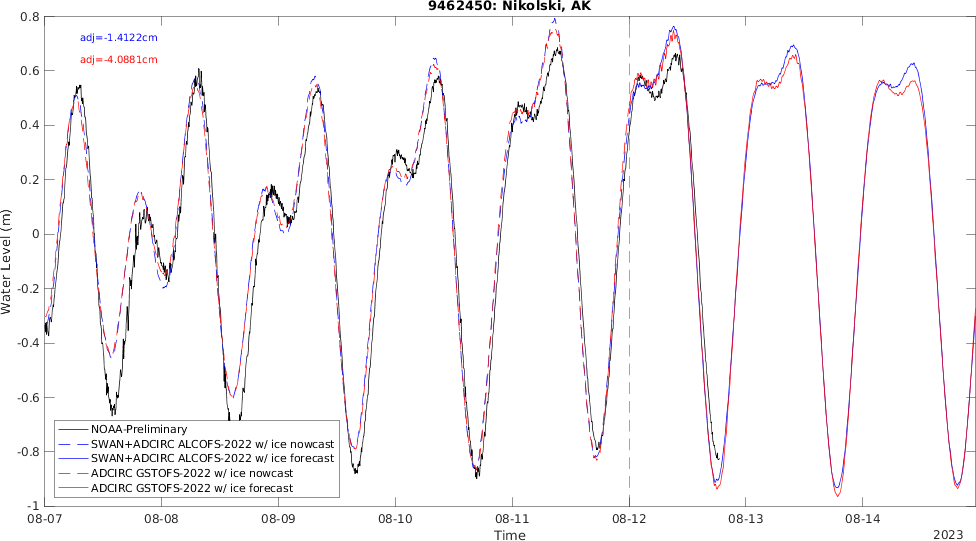 9462450: Nikolski, AK
adj=-1.4122cm
adj=-4.0881cm
Water Level (m)
0.8
0.6
0.4
0.2
0
-0.2
-0.4
-0.6
-0.8
-1
NOAA-Preliminary
SWAN+ADCIRC ALCOFS-2022 w/ ice nowcast
SWAN+ADCIRC ALCOFS-2022 w/ ice forecast
ADCIRC GSTOFS-2022 w/ ice nowcast
ADCIRC GSTOFS-2022 w/ ice forecast
08-07 08-08 08-09 08-10 08-11 08-12 08-13 08-14
Time
2023